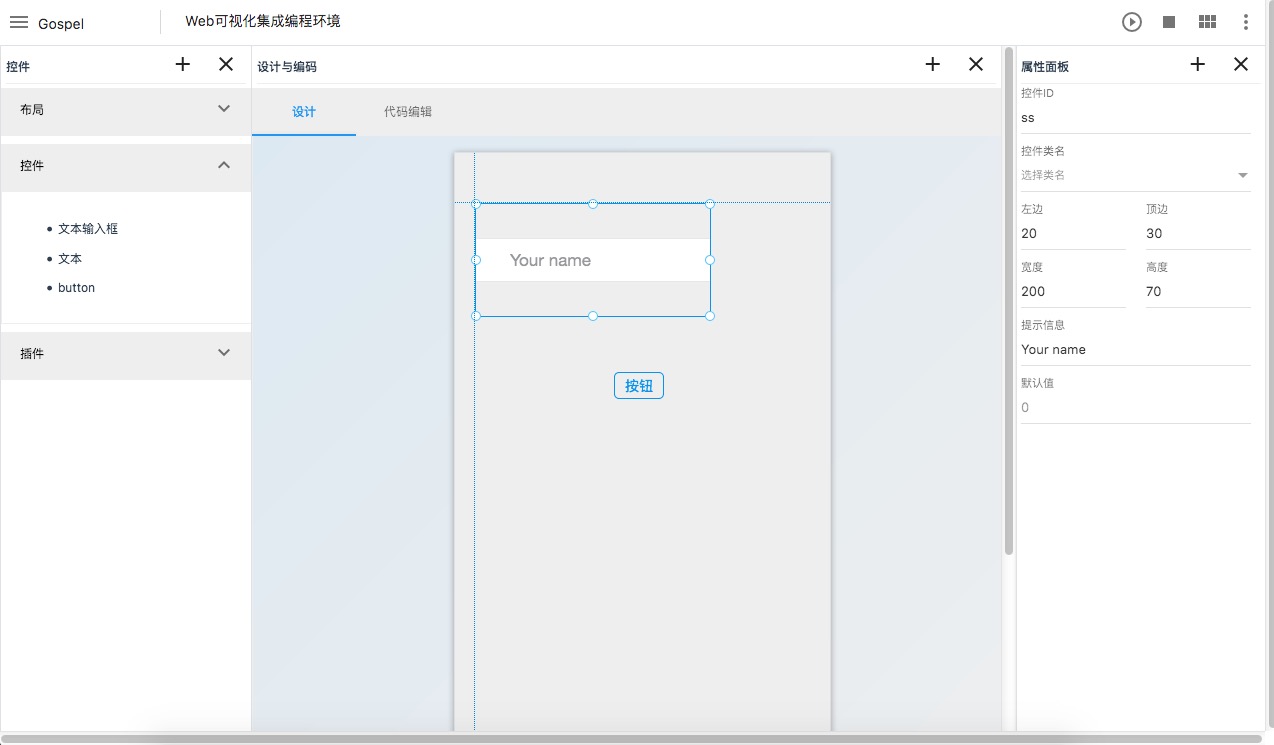 Gospel
Web可视化集成编程环境
控件
布局
控件
文本输入框
文本
button
插件
设计与编码
设计
代码编辑
Your name
按钮
属性面板
控件ID
ss
控件类名
选择类名
左边 顶边
20 30
宽度 高度
200 70
提示信息
Your name
默认值
0